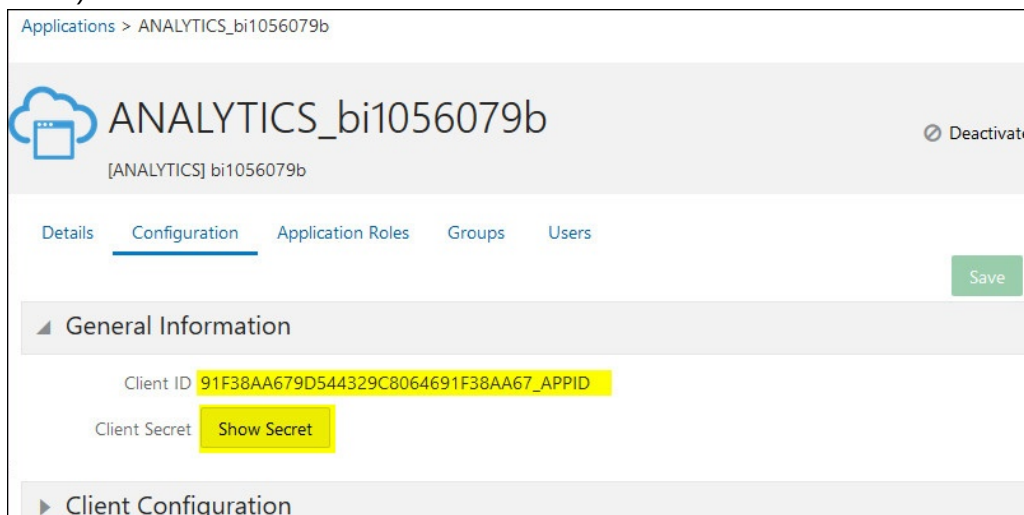 Applications > ANALYTICS_bi1056079b
ANALYTICS_bi1056079b
Deactivate
[ANALYTICS] bi1056079b
Details Configuration Application Roles Groups Users
Save
General Information
Client ID 91F38AA679D544329C8064691F38AA67_APPID
Client Secret Show Secret
Client Configuration